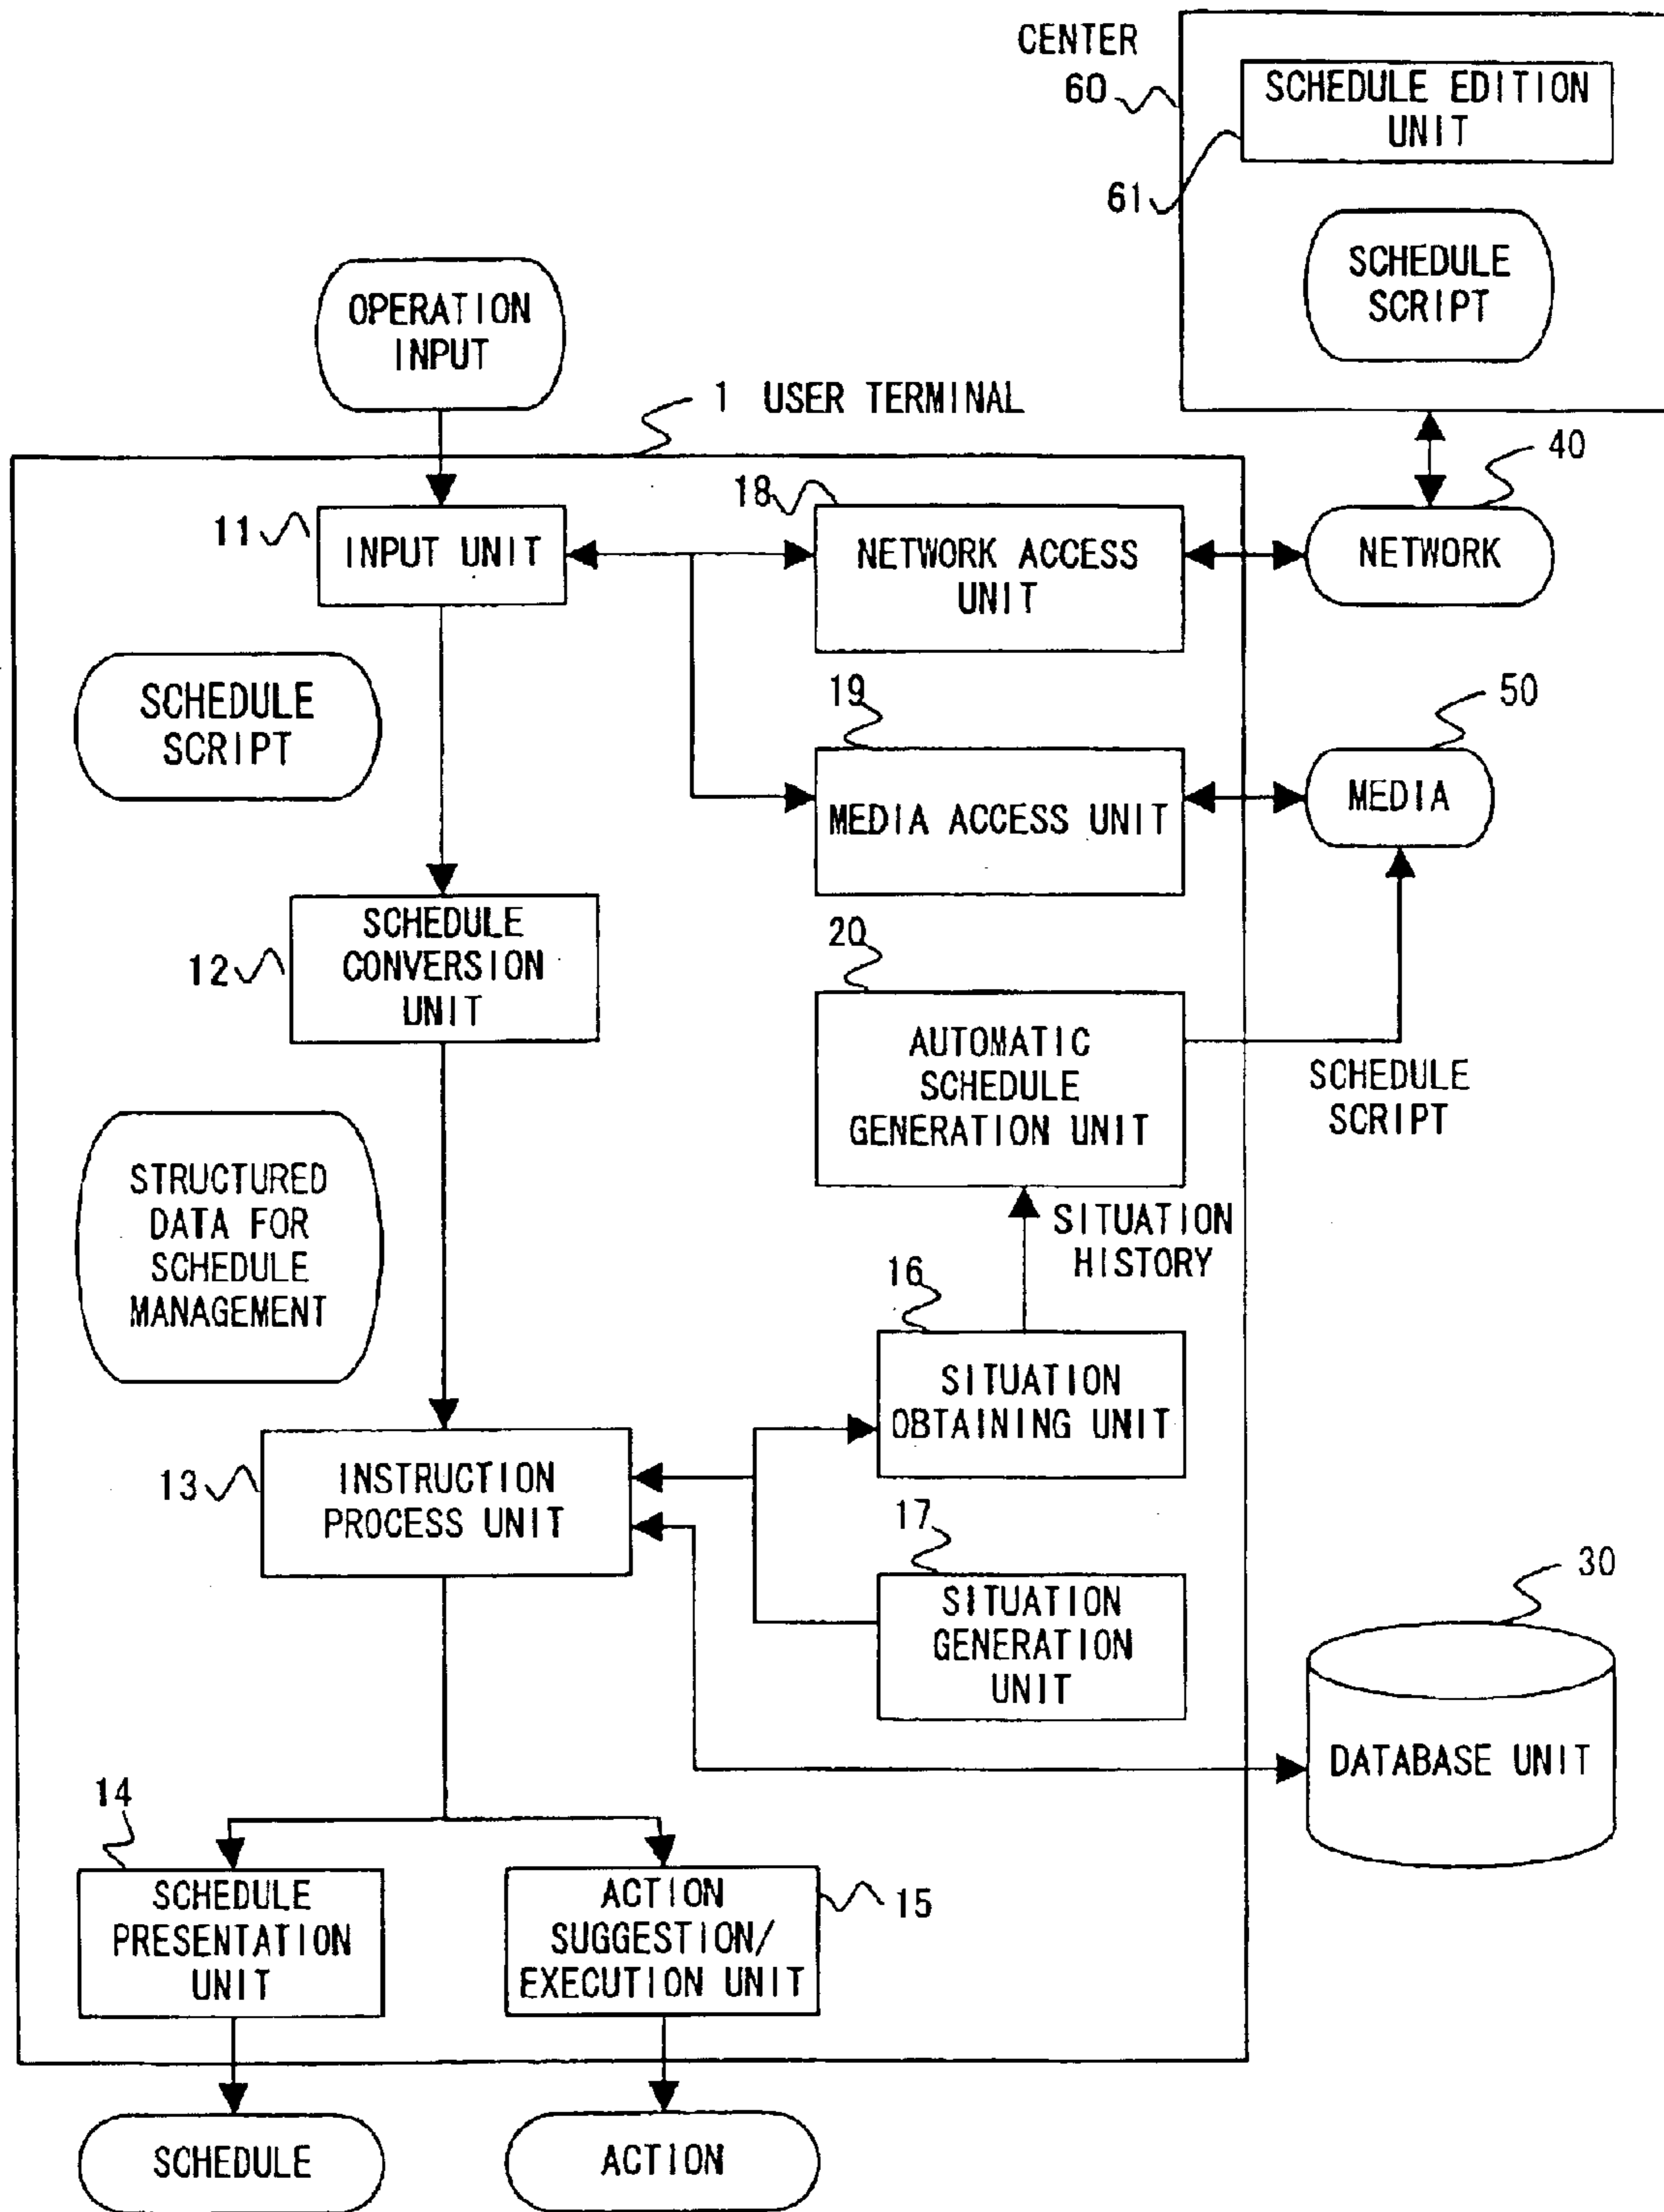 CENTER
60
SCHEDULE EDITION
UNIT
61
SCHEDULE
SCRIPT
OPERATION
INPUT
1 USER TERMINAL
40
18
11
INPUT UNIT
NETWORK ACCESS
UNIT
NETWORK
SCHEDULE
SCRIPT
19
50
MEDIA ACCESS UNIT
MEDIA
SCHEDULE
CONVERSION
UNIT
12
20
AUTOMATIC
SCHEDULE
GENERATION UNIT
SCHEDULE
SCRIPT
STRUCTURED
DATA FOR
SCHEDULE
MANAGEMENT
SITUATION
HISTORY
16
SITUATION
OBTAINING UNIT
13
INSTRUCTION
PROCESS UNIT
17
SITUATION
GENERATION
UNIT
30
DATABASE UNIT
14
SCHEDULE
PRESENTATION
UNIT
ACTION
SUGGESTION/
EXECUTION UNIT
15
SCHEDULE
ACTION